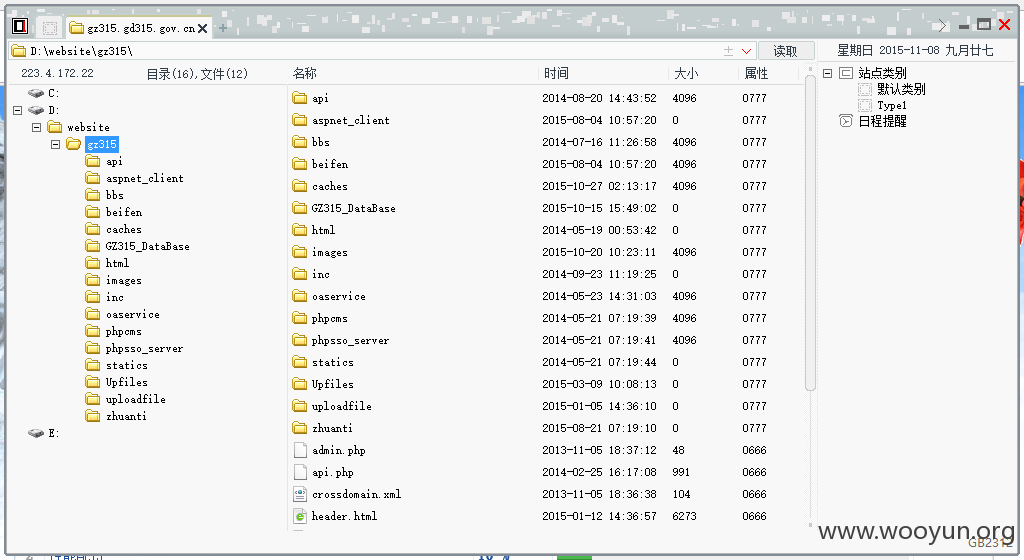 gz315.gd315.gov.cn
D:\website\gz315\ 读取 星期日 2015-11-08 九月廿七
223.4.172.22 目录(16),文件(12) 名称 时间 大小 属性
C:
D:
website
gz315
api
aspnet_client
bbs
beifen
caches
GZ315_DataBase
html
images
inc
oaservice
phpcms
phpsso_server
statics
Upfiles
uploadfile
zhuanti
E:
api 2014-08-20 14:43:52 4096 0777
aspnet_client 2015-08-04 10:57:20 0 0777
bbs 2014-07-16 11:26:58 4096 0777
beifen 2015-08-04 10:57:20 4096 0777
caches 2015-10-27 02:13:17 4096 0777
GZ315_DataBase 2015-10-15 15:49:02 0 0777
html 2014-05-19 00:53:42 0 0777
images 2015-10-20 10:23:11 4096 0777
inc 2014-09-23 11:19:25 0 0777
oaservice 2014-05-23 14:31:03 4096 0777
phpcms 2014-05-21 07:19:39 4096 0777
phpsso_server 2014-05-21 07:19:41 4096 0777
statics 2014-05-21 07:19:44 0 0777
Upfiles 2015-03-09 10:08:13 0 0777
uploadfile 2015-01-05 14:36:10 0 0777
zhuanti 2015-08-21 07:19:10 0 0777
admin.php 2013-11-05 18:37:12 48 0666
api.php 2014-02-25 16:17:08 991 0666
crossdomain.xml 2013-11-05 18:36:38 104 0666
header.html 2015-01-12 14:36:57 6273 0666
站点类别
默认类别
Type1
日程提醒
www.wooyun.org
GB2312